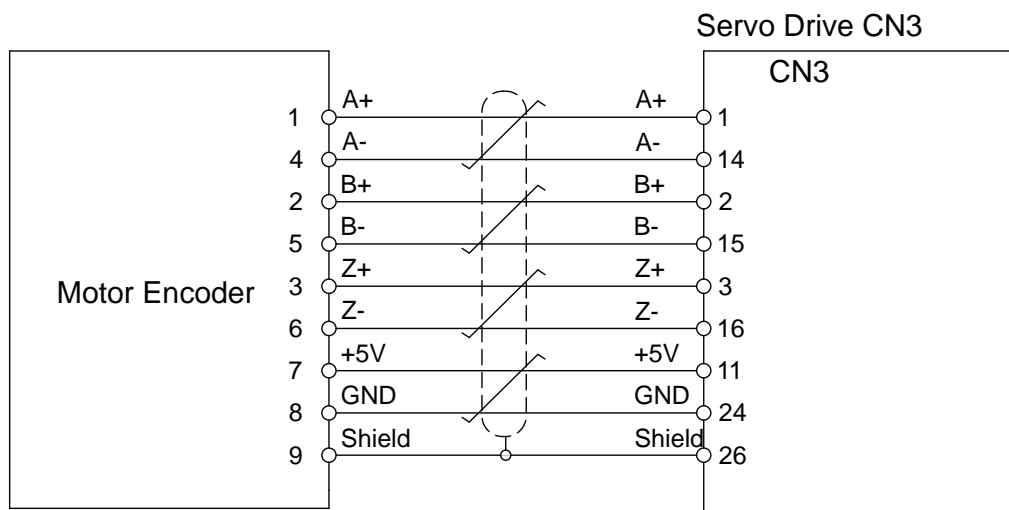 Servo Drive CN3
CN3
1 A+ A+ 1
4 A- A- 14
2 B+ B+ 2
5 B- B- 15
Motor Encoder 3 Z+ Z+ 3
6 Z- Z- 16
7 +5V +5V 11
8 GND GND 24
9 Shield Shield 26